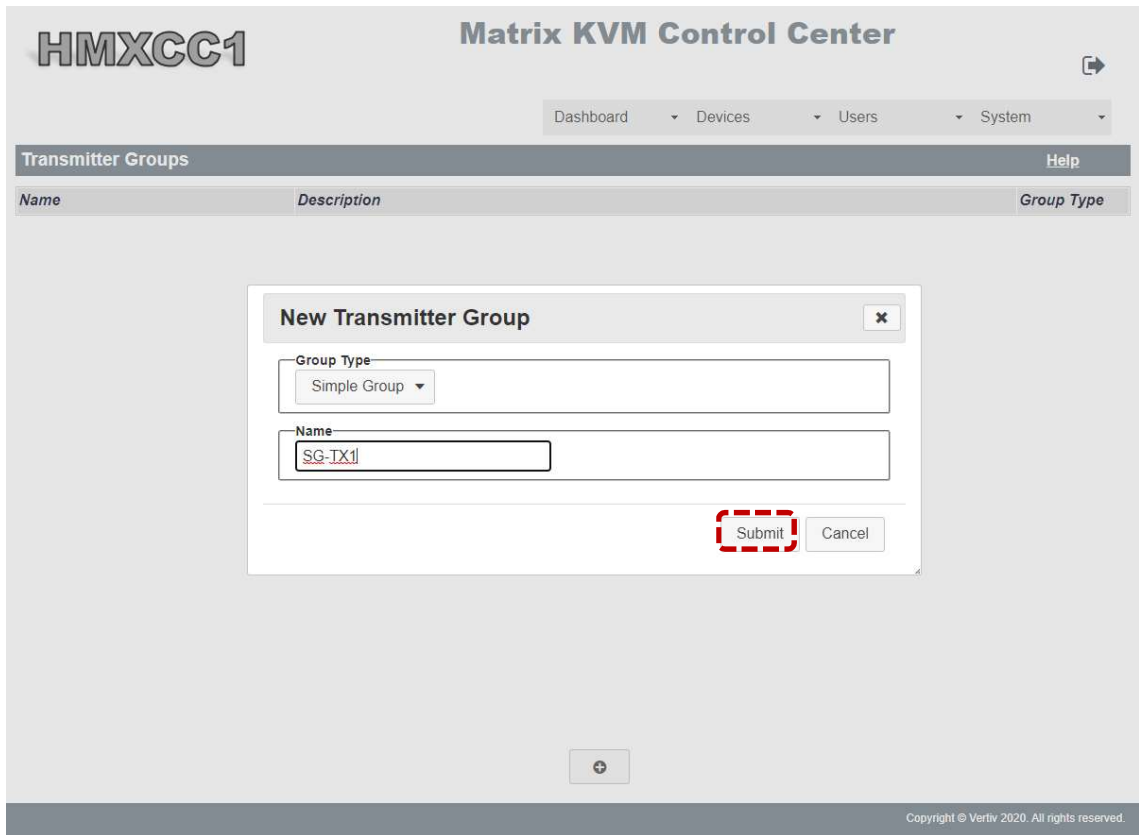 HMXCC1
Matrix KVM Control Center
Dashboard Devices Users System
Transmitter Groups Help
Name Description Group Type
New Transmitter Group
Group Type
Simple Group
Name
SG-TX1
Submit Cancel
Copyright © Vertiv 2020. All rights reserved.